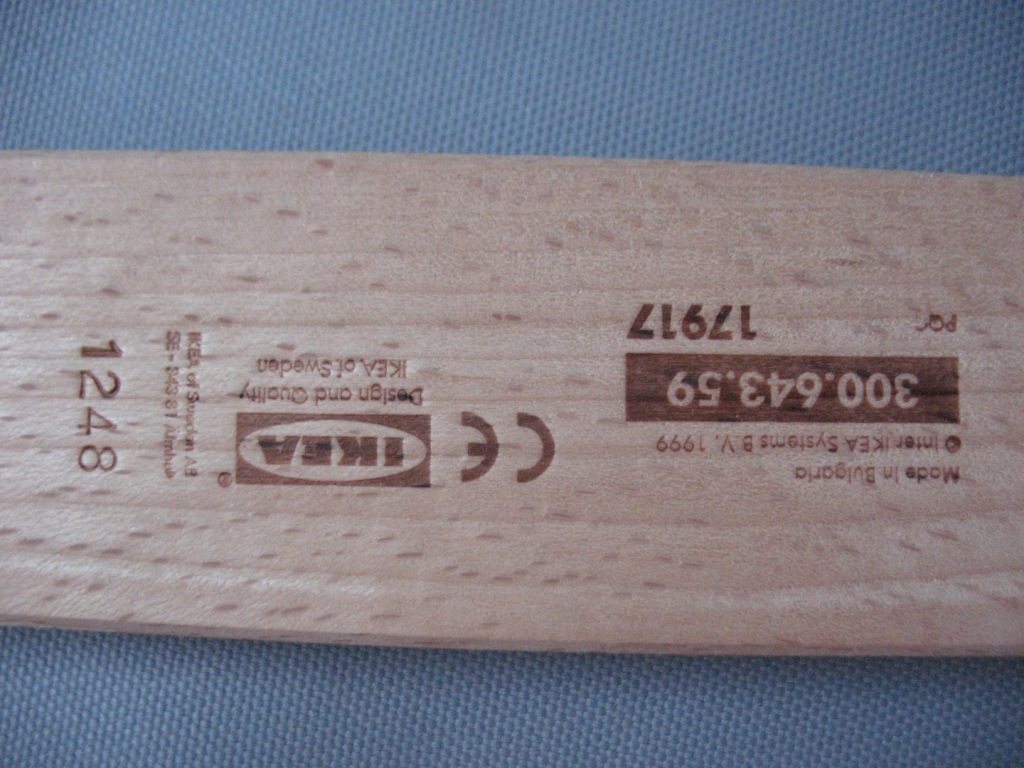 Made in Bulgaria
© Inter IKEA Systems B.V. 1999
300.643.59
PQ 17917
CE
IKEA®
Design and Quality
IKEA of Sweden
IKEA of Sweden AB
SE - 343 81 Älmhult
1248